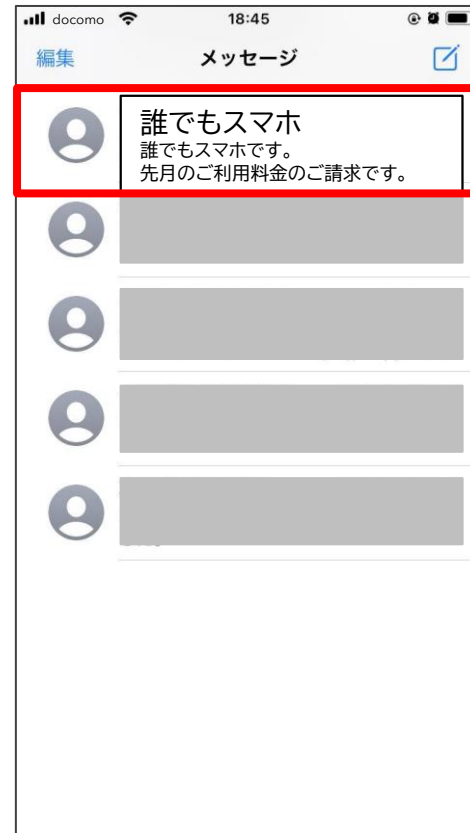 docomo
18:45
編集
メッセージ
誰でもスマホ
誰でもスマホです。
先月のご利用料金のご請求です。